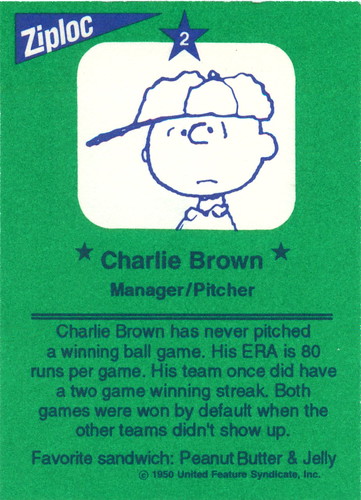 Ziploc
2
Charlie Brown
Manager/Pitcher
Charlie Brown has never pitched
a winning ball game. His ERA is 80
runs per game. His team once did have
a two game winning streak. Both
games were won by default when the
other teams didn't show up.
Favorite sandwich: Peanut Butter & Jelly
© 1950 United Feature Syndicate, Inc.